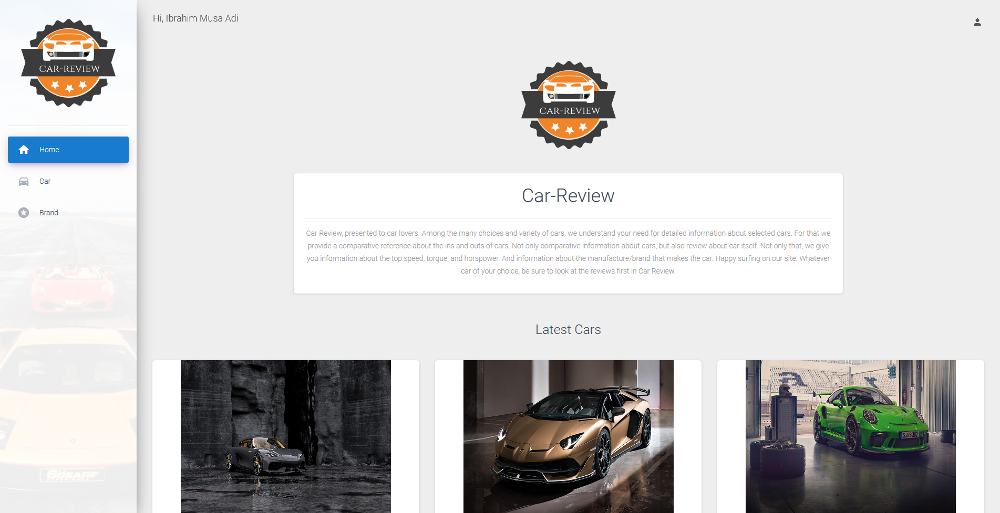 CAR-REVIEW
Home
Car
Brand
6GEAR
EXPERIENCE
Hi, Ibrahim Musa Adi
CAR-REVIEW
Car-Review
Car Review, presented to car lovers. Among the many choices and variety of cars, we understand your need for detailed information about selected cars. For that we
provide a comparative reference about the ins and outs of cars. Not only comparative information about cars, but also review about car itself. Not only that, we give
you information about the top speed, torque, and horspower. And information about the manufacture/brand that makes the car. Happy surfing on our site. Whatever
car of your choice, be sure to look at the reviews first in Car Review.
Latest Cars
S RS 382